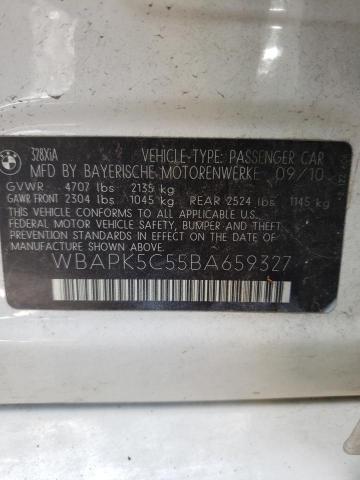 BMW
328XiA VEHICLE-TYPE: PASSENGER CAR
MFD BY BAYERISCHE MOTORENWERKE 09/10
GVWR 4707 lbs 2135 kg
GAWR FRONT 2304 lbs 1045 kg REAR 2524 lbs 1145 kg
THIS VEHICLE CONFORMS TO ALL APPLICABLE U.S.
FEDERAL MOTOR VEHICLE SAFETY, BUMPER AND THEFT
PREVENTION STANDARDS IN EFFECT ON THE DATE
OF MANUFACTURE SHOWN ABOVE.
WBAPK5C55BA659327